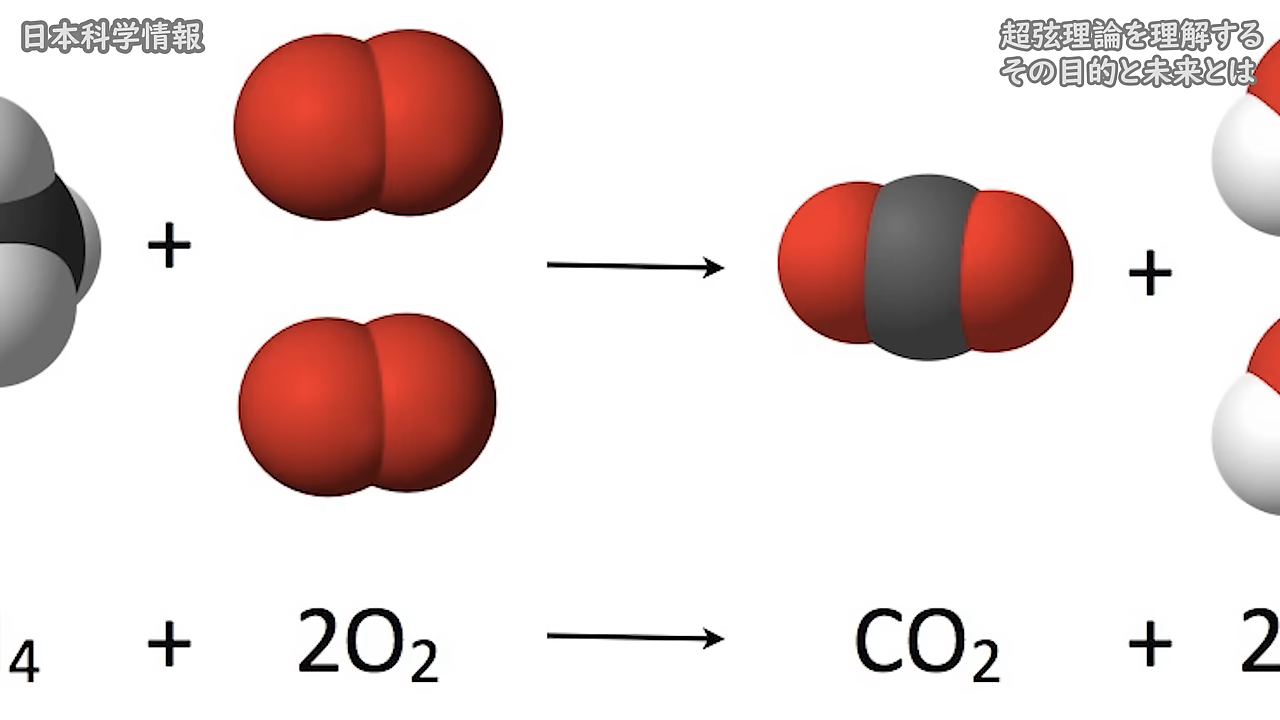 日本科学情報
超弦理論を理解する
その目的と未来とは
+ → +
4 + 2O₂ → CO₂ + 2